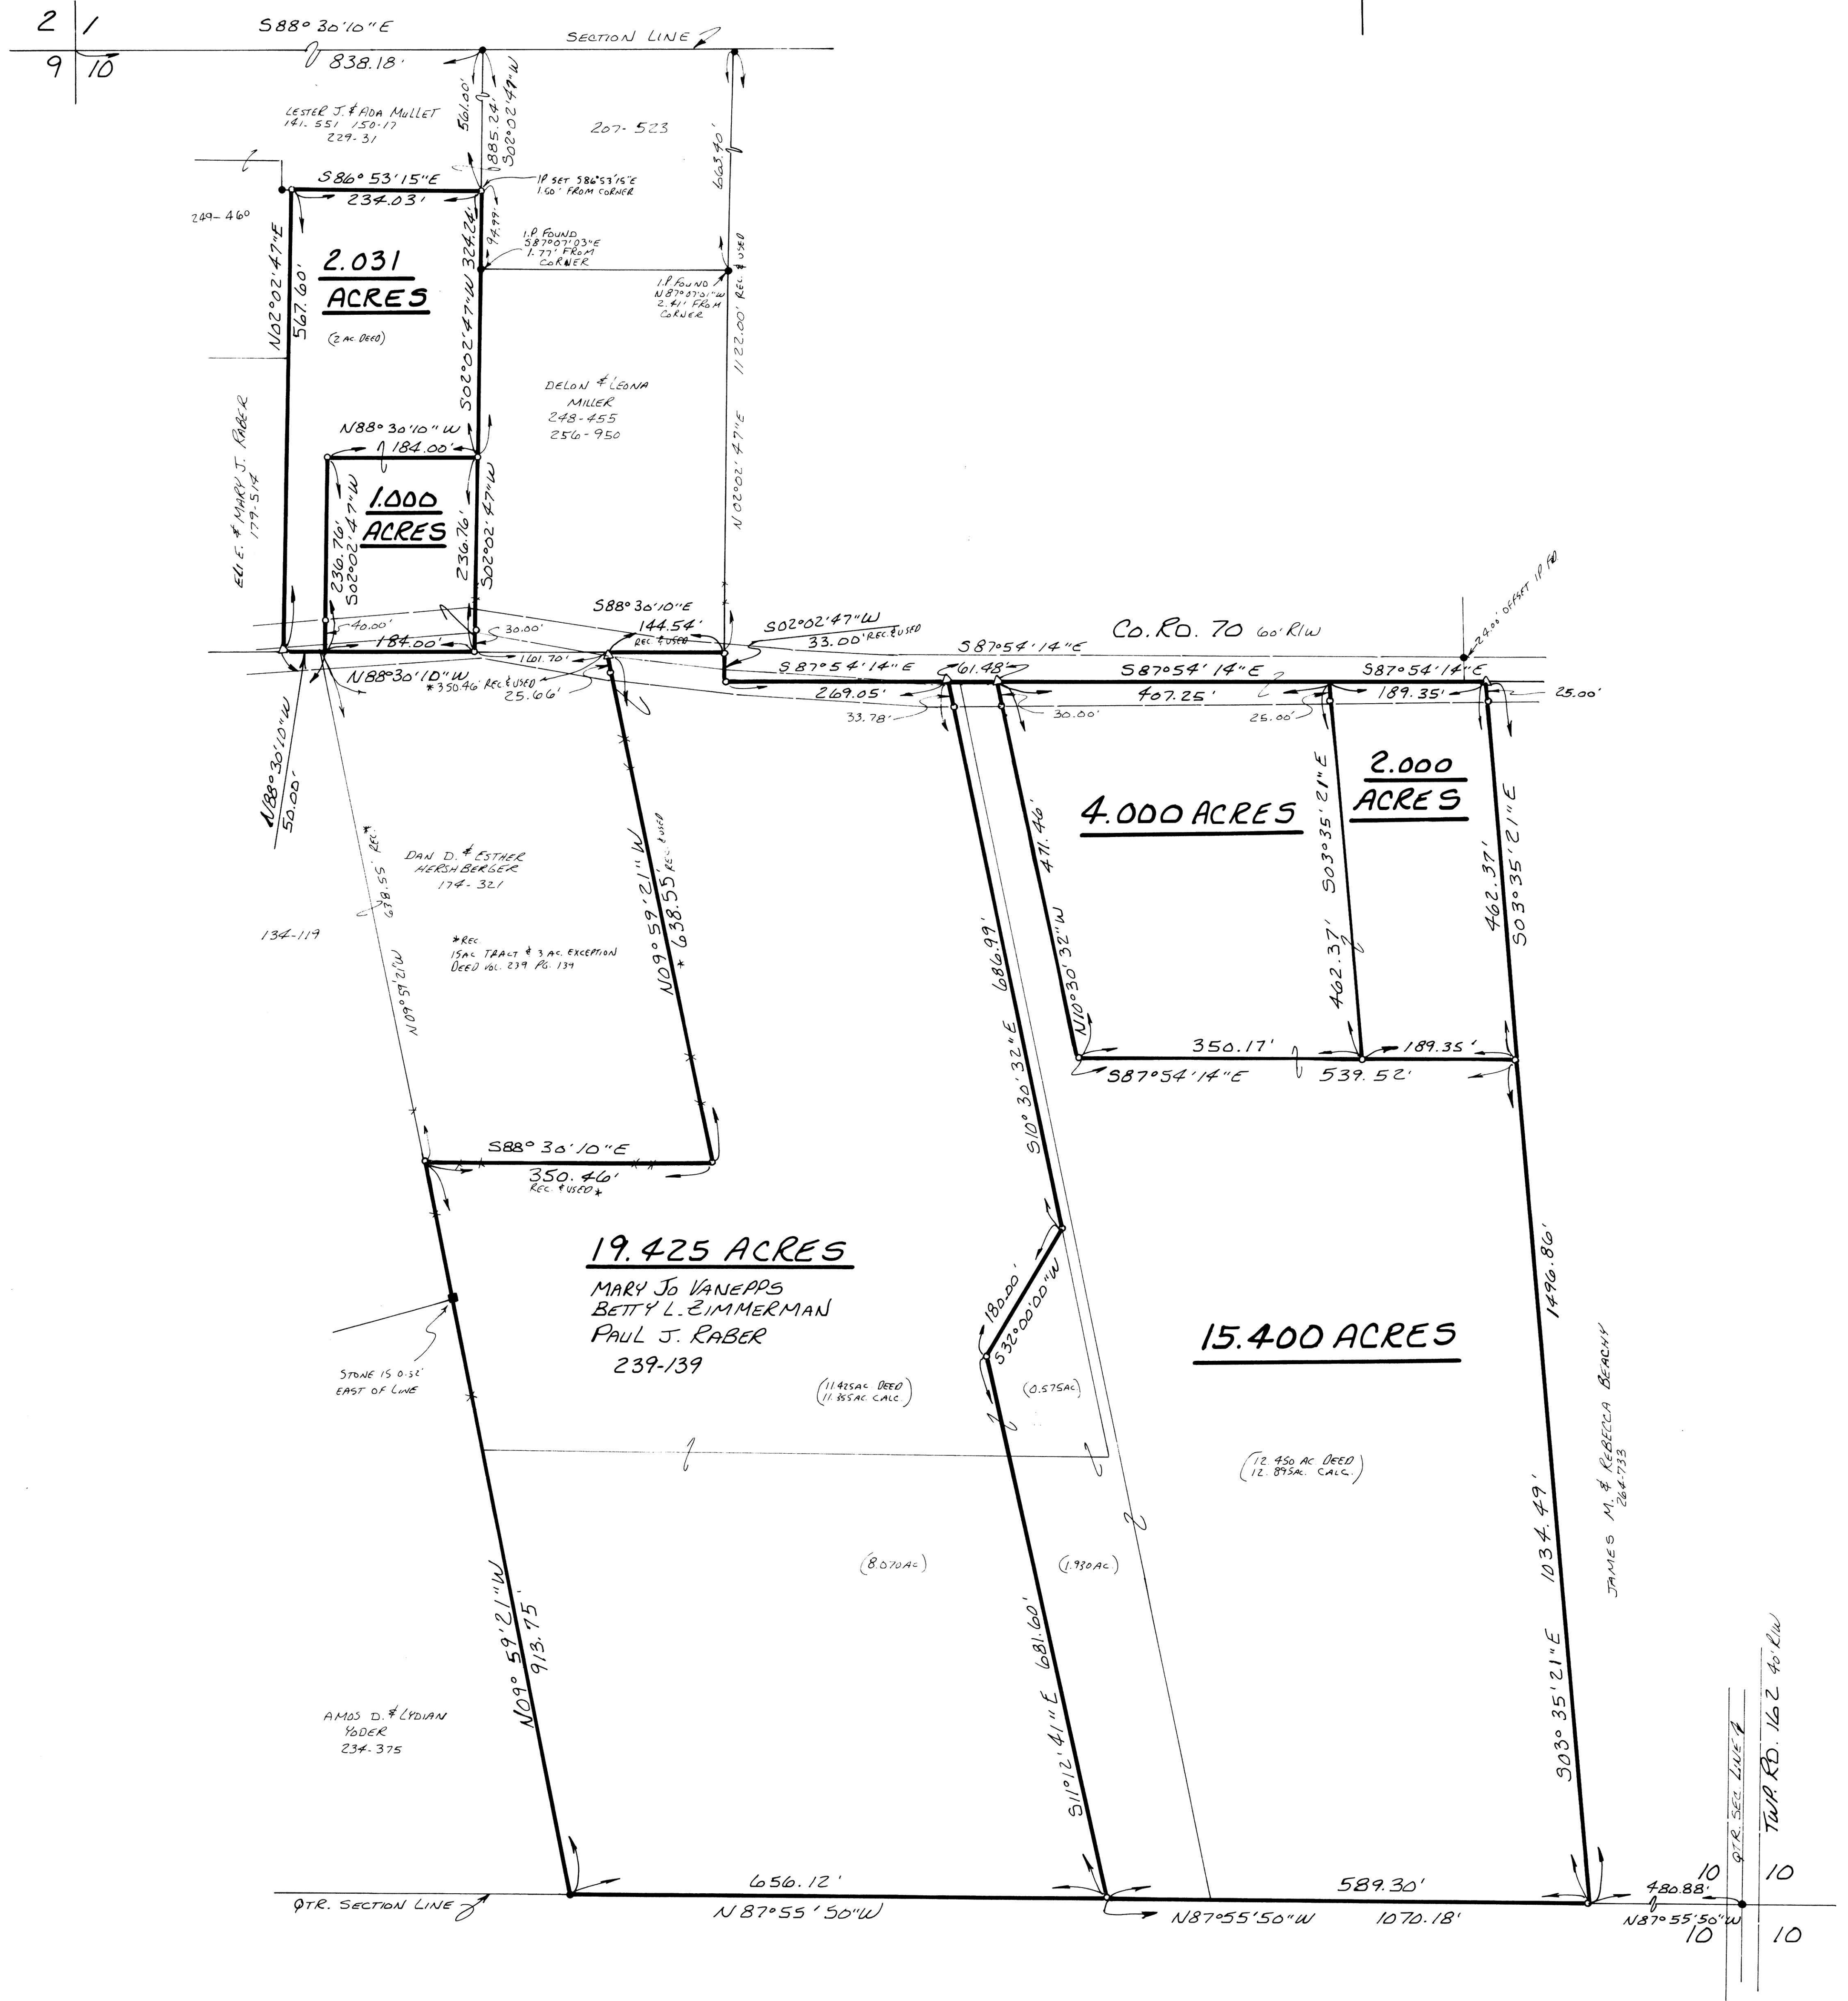 2 1
9 10
S88° 30'10"E
838.18'
SECTION LINE
LESTER J. & ADA MULLET
141-551 150-17
229-31
561.00'
885.24'
S02°02'47"W
207-523
663.40'
S86° 53'15"E
234.03'
IP SET S86°53'15"E
1.50' FROM CORNER
249-460
94.99'
I.P. FOUND
S87°07'03"E
1.77' FROM
CORNER
I.P. FOUND
N87°07'01"W
2.41' FROM
CORNER
N02°02'47"E
567.60'
2.031
ACRES
(2 AC. DEED)
S02°02'47"W 324.24'
N02°02'47"E 1122.00' REC. & USED
DELON & LEONA
MILLER
248-455
256-950
ELI E. & MARY J. RABER
179-514
N88°30'10"W
184.00'
1.000
ACRES
236.76'
S02°02'47"W
236.76'
S02°02'47"W
40.00'
184.00'
30.00'
161.70'
N88°30'10"W
*350.46' REC & USED
25.66'
S88°30'10"E
144.54'
REC & USED
S02°02'47"W
33.00' REC. & USED
CO. RD. 70 60' R/W
24.00' OFFSET IP FD
S87°54'14"E
S87°54'14"E
61.48'
S87°54'14"E
S87°54'14"E
269.05'
407.25'
189.35'
25.00'
33.78'
30.00'
25.00'
N88°30'10"W
50.00'
638.55' REC.*
N09°59'21"W
DAN D. & ESTHER
HERSHBERGER
174-321
134-119
*REC.
15AC. TRACT & 3 AC. EXCEPTION
DEED VOL. 239 PG. 139
N09°59'21"W
* 638.55' REC. & USED
4.000 ACRES
2.000
ACRES
471.46'
N10°30'32"W
462.37' S03°35'21"E
462.37'
S03°35'21"E
686.99'
S10°30'32"E
350.17'
189.35'
S87°54'14"E
539.52'
S88°30'10"E
350.46'
REC. & USED *
19.425 ACRES
MARY JO VANEPPS
BETTY L. ZIMMERMAN
PAUL J. RABER
239-139
180.00'
S32°00'00"W
15.400 ACRES
1496.86'
STONE IS 0.52'
EAST OF LINE
(11.425AC DEED)
(11.355AC. CALC.)
(0.575AC)
(12.450 AC DEED)
(12.895AC. CALC.)
JAMES M. & REBECCA BEACHY
264-733
(8.070AC)
(1.930AC)
1034.49'
S03°35'21"E
N09°59'21"W
913.75'
S11°12'41"E 681.60'
AMOS D. & LYDIAN
YODER
234-375
QTR. SEC. LINE
TWP. RD. 162 40' R/W
QTR. SECTION LINE
656.12'
N87°55'50"W
589.30'
N87°55'50"W 1070.18'
480.88'
N87°55'50"W
10 10
10 10